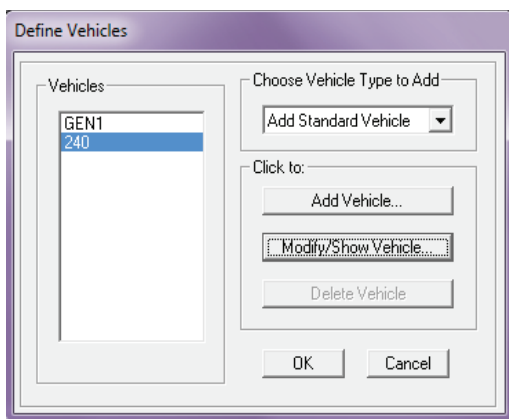 Define Vehicles
Vehicles
GEN1
240
Choose Vehicle Type to Add
Add Standard Vehicle
Click to:
Add Vehicle...
Modify/Show Vehicle...
Delete Vehicle
OK
Cancel